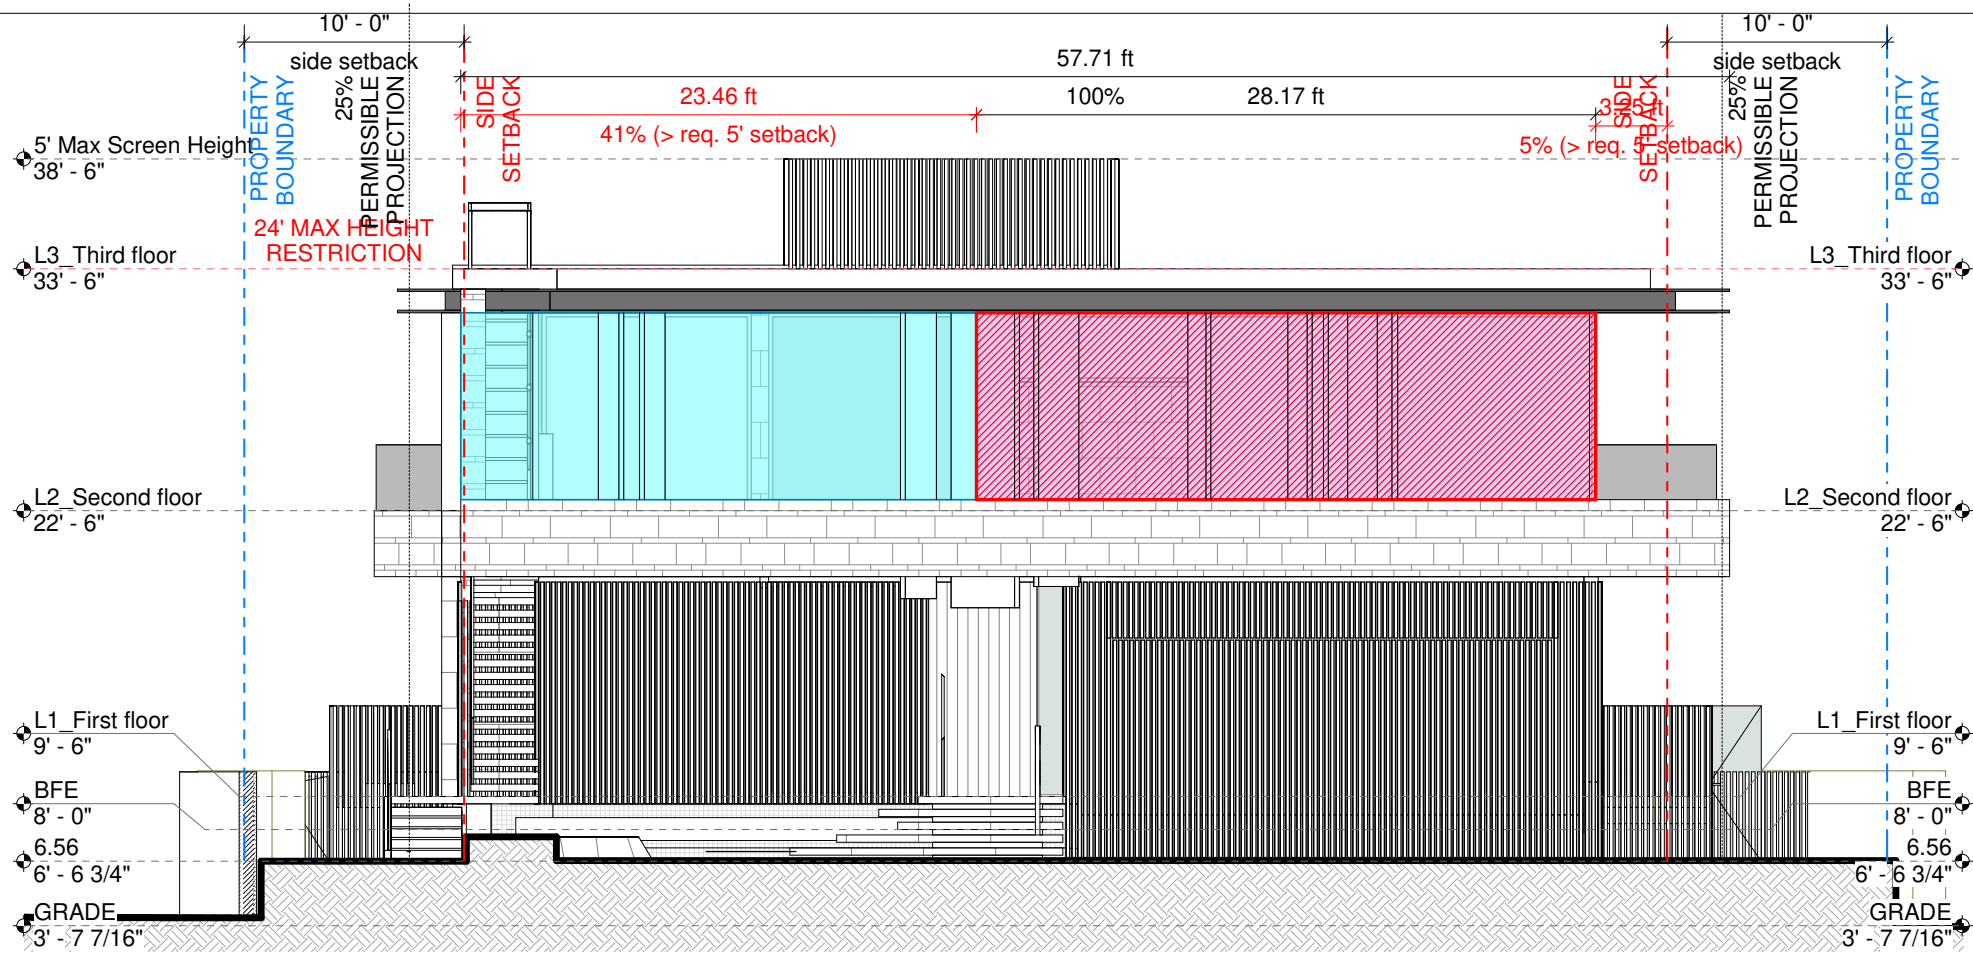 10' - 0"
side setback
25%
PERMISSIBLE
PROJECTION
PROPERTY
BOUNDARY
SIDE
SETBACK
57.71 ft
23.46 ft
100%
28.17 ft
3.25 ft
41% (> req. 5' setback)
5% (> req. 5' setback)
10' - 0"
side setback
SIDE
SETBACK
25%
PERMISSIBLE
PROJECTION
PROPERTY
BOUNDARY
24' MAX HEIGHT
RESTRICTION
5' Max Screen Height
38' - 6"
L3_Third floor
33' - 6"
L2_Second floor
22' - 6"
L1_First floor
9' - 6"
BFE
8' - 0"
6.56
6' - 6 3/4"
GRADE
3' - 7 7/16"
L3_Third floor
33' - 6"
L2_Second floor
22' - 6"
L1_First floor
9' - 6"
BFE
8' - 0"
6.56
6' - 6 3/4"
GRADE
3' - 7 7/16"